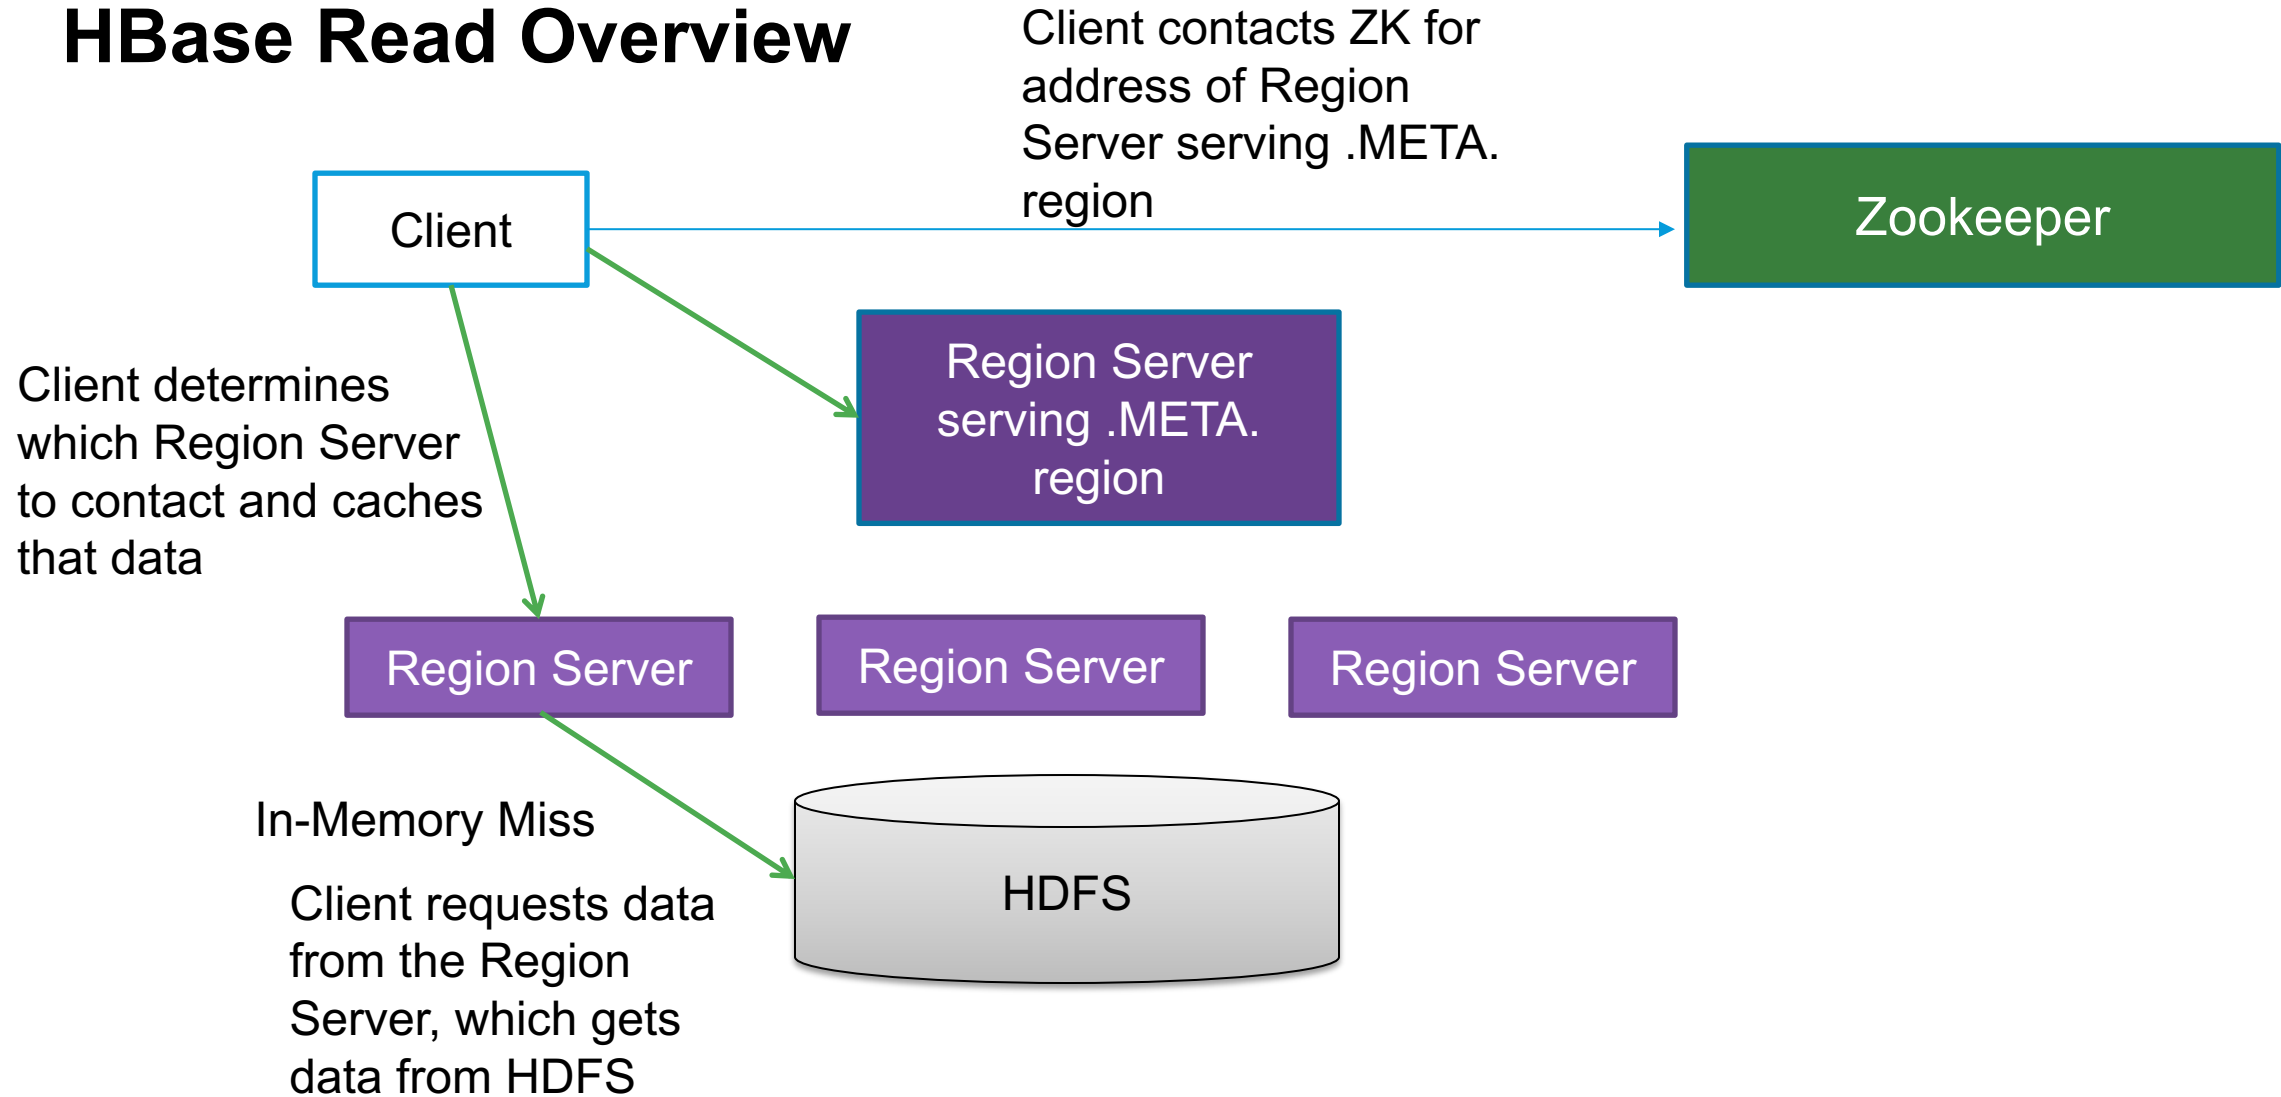 HBase Read Overview
Client contacts ZK for
address of Region
Server serving .META.
region
Client
Zookeeper
Region Server
serving .META.
region
Client determines
which Region Server
to contact and caches
that data
Region Server
Region Server
Region Server
In-Memory Miss
HDFS
Client requests data
from the Region
Server, which gets
data from HDFS